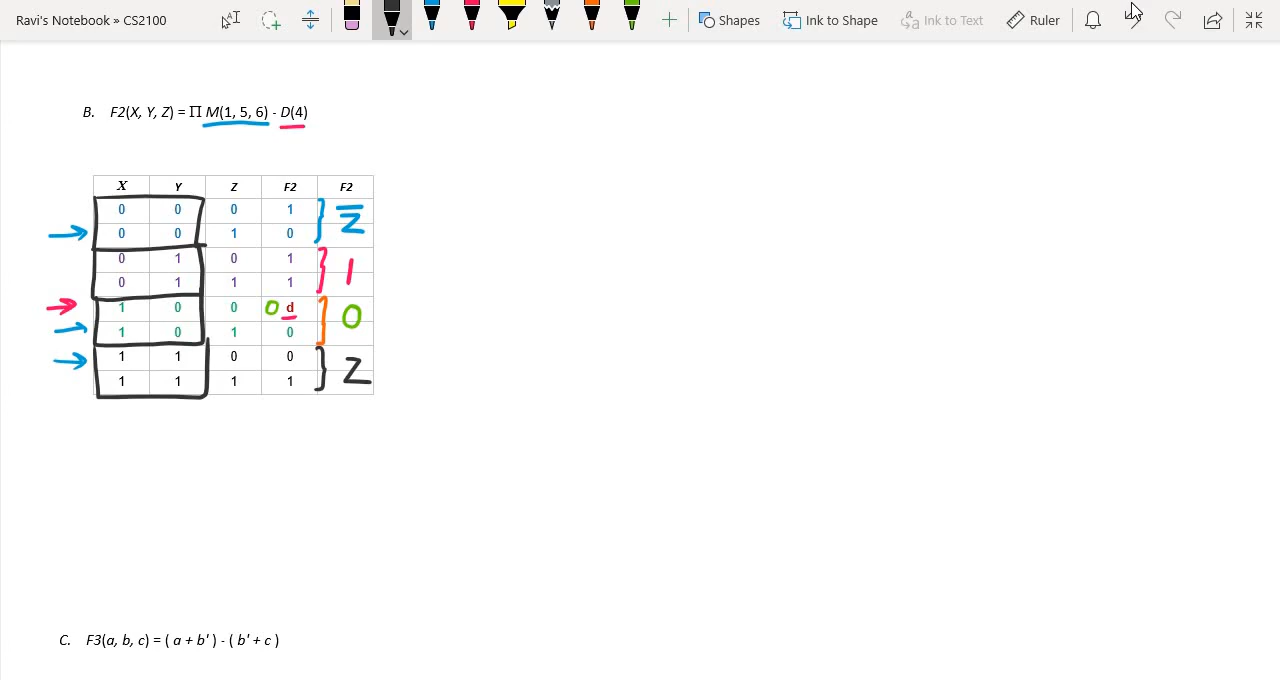 Ravi's Notebook » CS2100 Shapes Ink to Shape Ink to Text Ruler
B. F2(X, Y, Z) = Π M(1, 5, 6) - D(4)
X Y Z F2 F2
0 0 0 1 Z̅
0 0 1 0
0 1 0 1 1
0 1 1 1
1 0 0 0 d 0
1 0 1 0
1 1 0 0 Z
1 1 1 1
C. F3(a, b, c) = ( a + b' ) - ( b' + c )